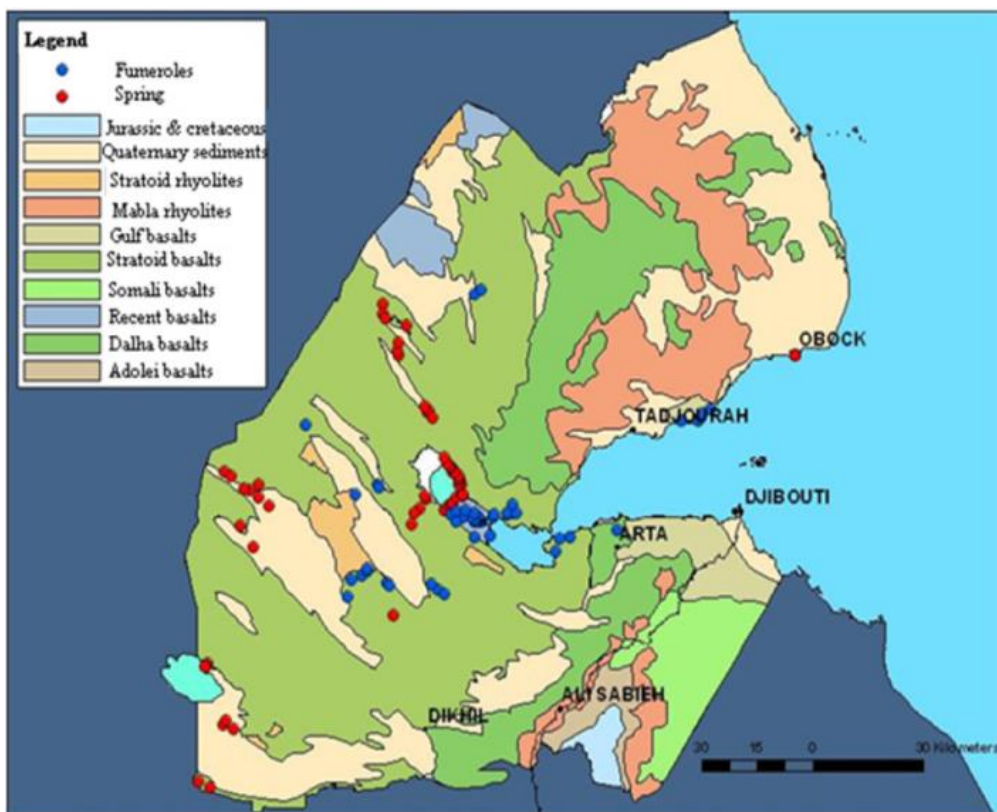 Legend
Fumeroles
Spring
Jurassic & cretaceous
Quaternary sediments
Stratoid rhyolites
Mabla rhyolites
Gulf basalts
Stratoid basalts
Somali basalts
Recent basalts
Dalha basalts
Adolei basalts
OBOCK
TADJOURAH
DJIBOUTI
ARTA
ALI SABIEH
DIKHIL
30 15 0 30 Kilometers